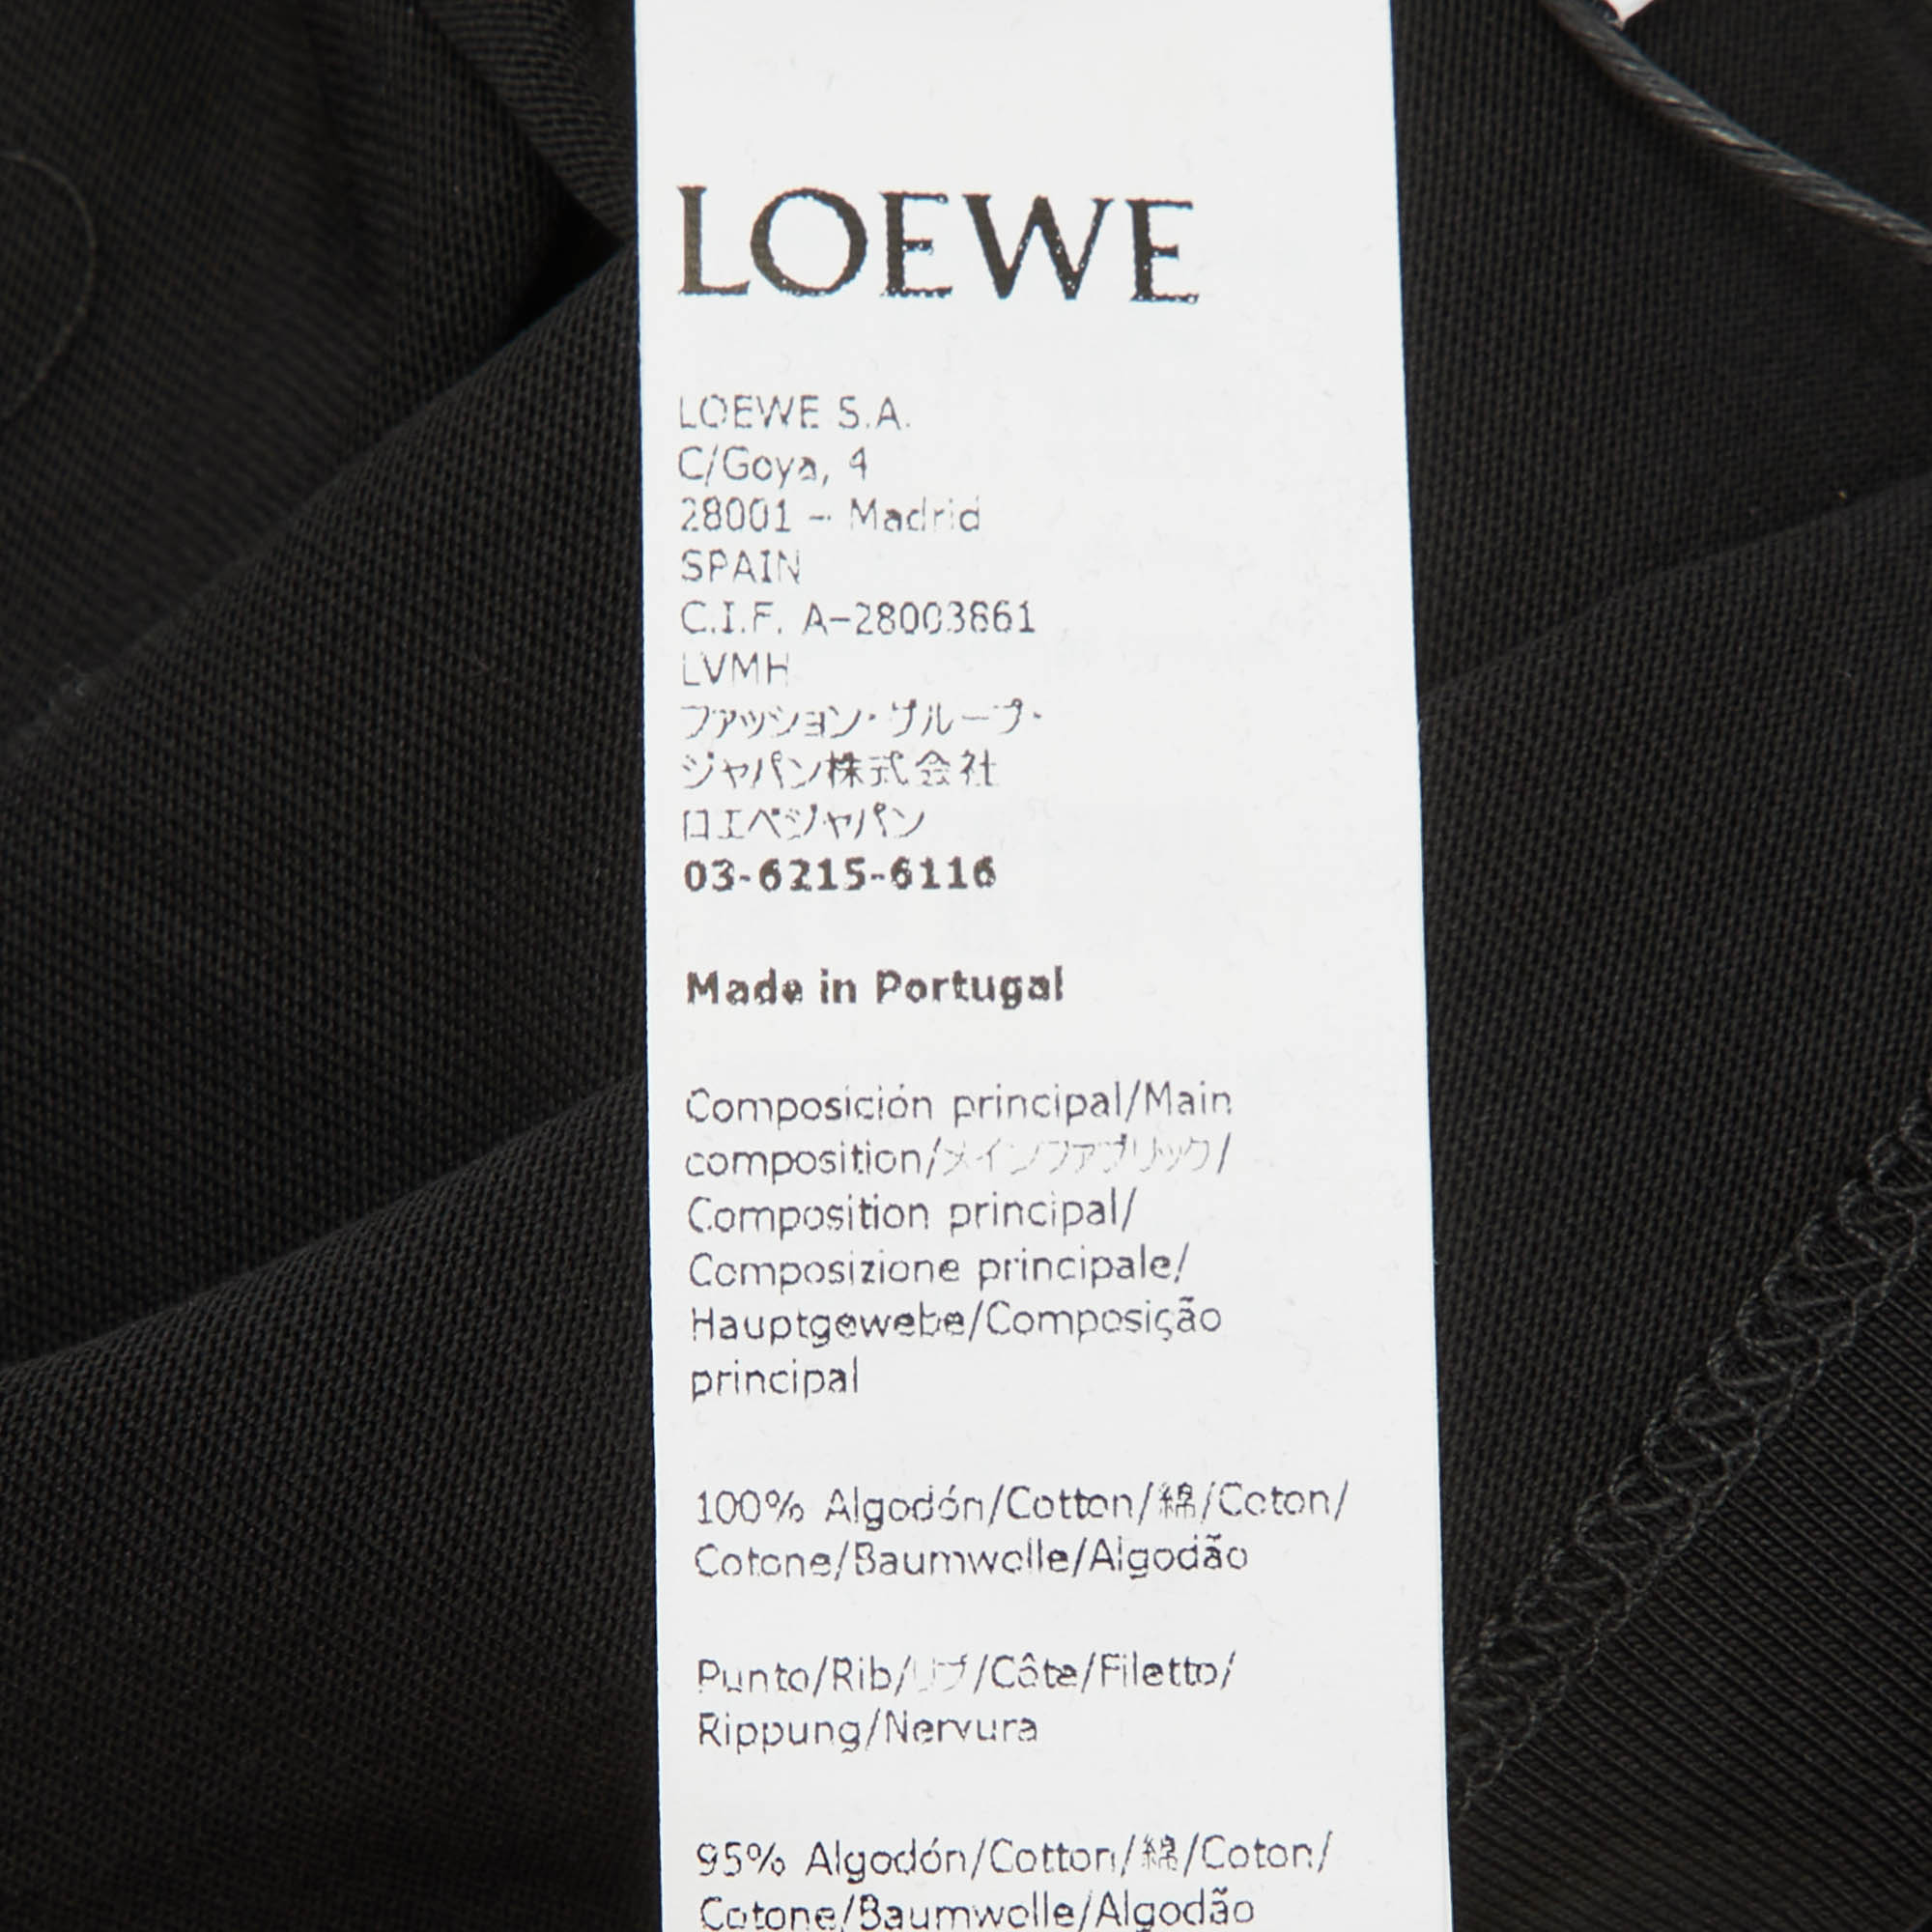 LOEWE
LOEWE S.A.
C/Goya, 4
28001 – Madrid
SPAIN
C.I.F. A-28003861
LVMH
ファッション・グループ・
ジャパン株式会社
ロエベジャパン
03-6215-6116
Made in Portugal
Composición principal/Main
composition/メインファブリック/
Composition principal/
Composizione principale/
Hauptgewebe/Composição
principal
100% Algodón/Cotton/綿/Coton/
Cotone/Baumwolle/Algodão
Punto/Rib/リブ/Côte/Filetto/
Rippung/Nervura
95% Algodón/Cotton/綿/Coton/
Cotone/Baumwolle/Algodão